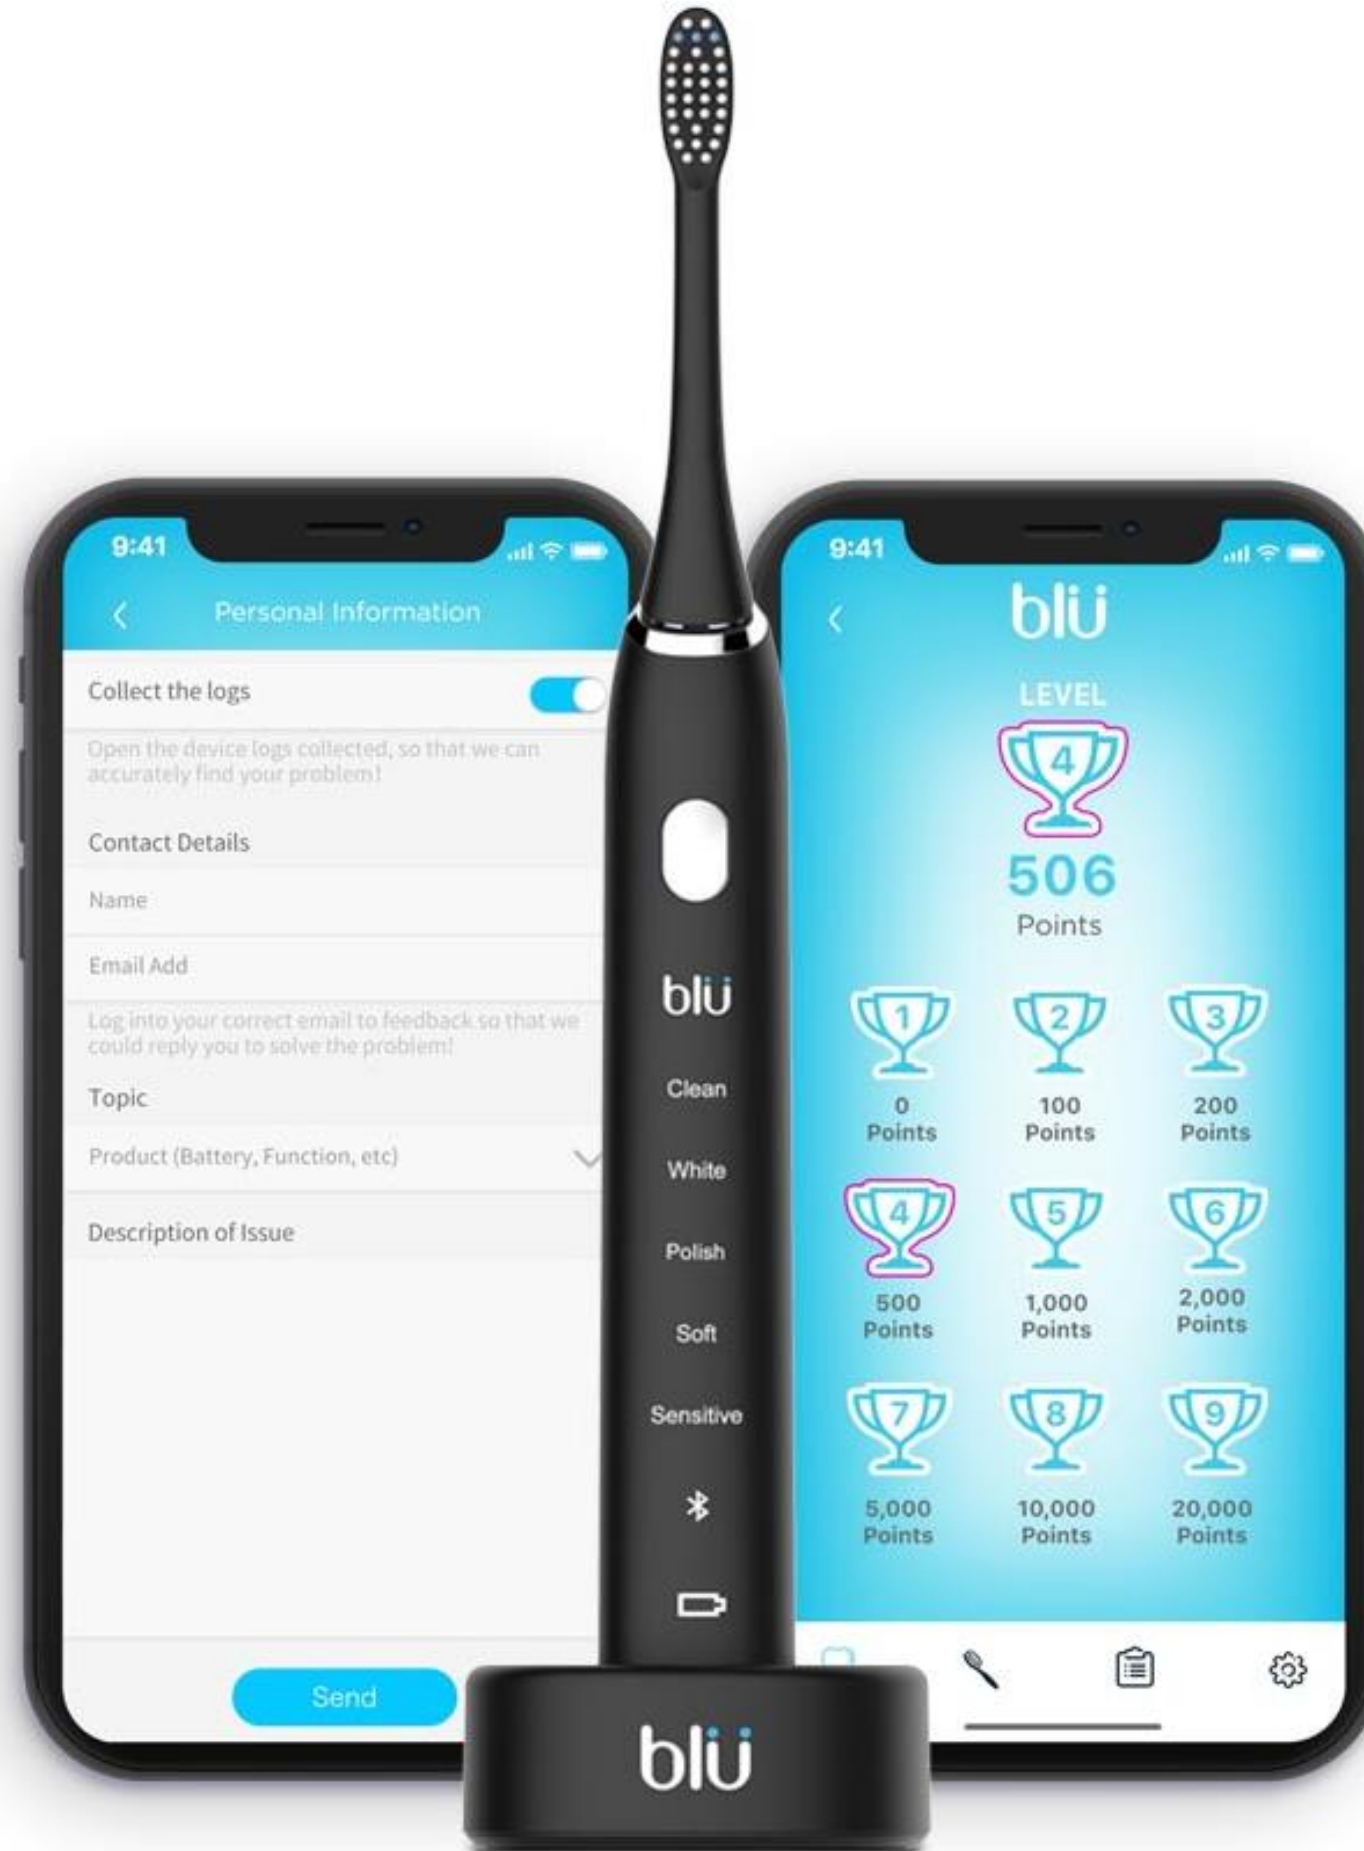 9:41
Personal Information
Collect the logs
Open the device logs collected, so that we can
accurately find your problem!
Contact Details
Name
Email Add
Log into your correct email to feedback so that we
could reply you to solve the problem!
Topic
Product (Battery, Function, etc)
Description of Issue
Send
blü
Clean
White
Polish
Soft
Sensitive
blü
9:41
blü
LEVEL
4
506
Points
1
2
3
0
Points
100
Points
200
Points
4
5
6
500
Points
1,000
Points
2,000
Points
7
8
9
5,000
Points
10,000
Points
20,000
Points